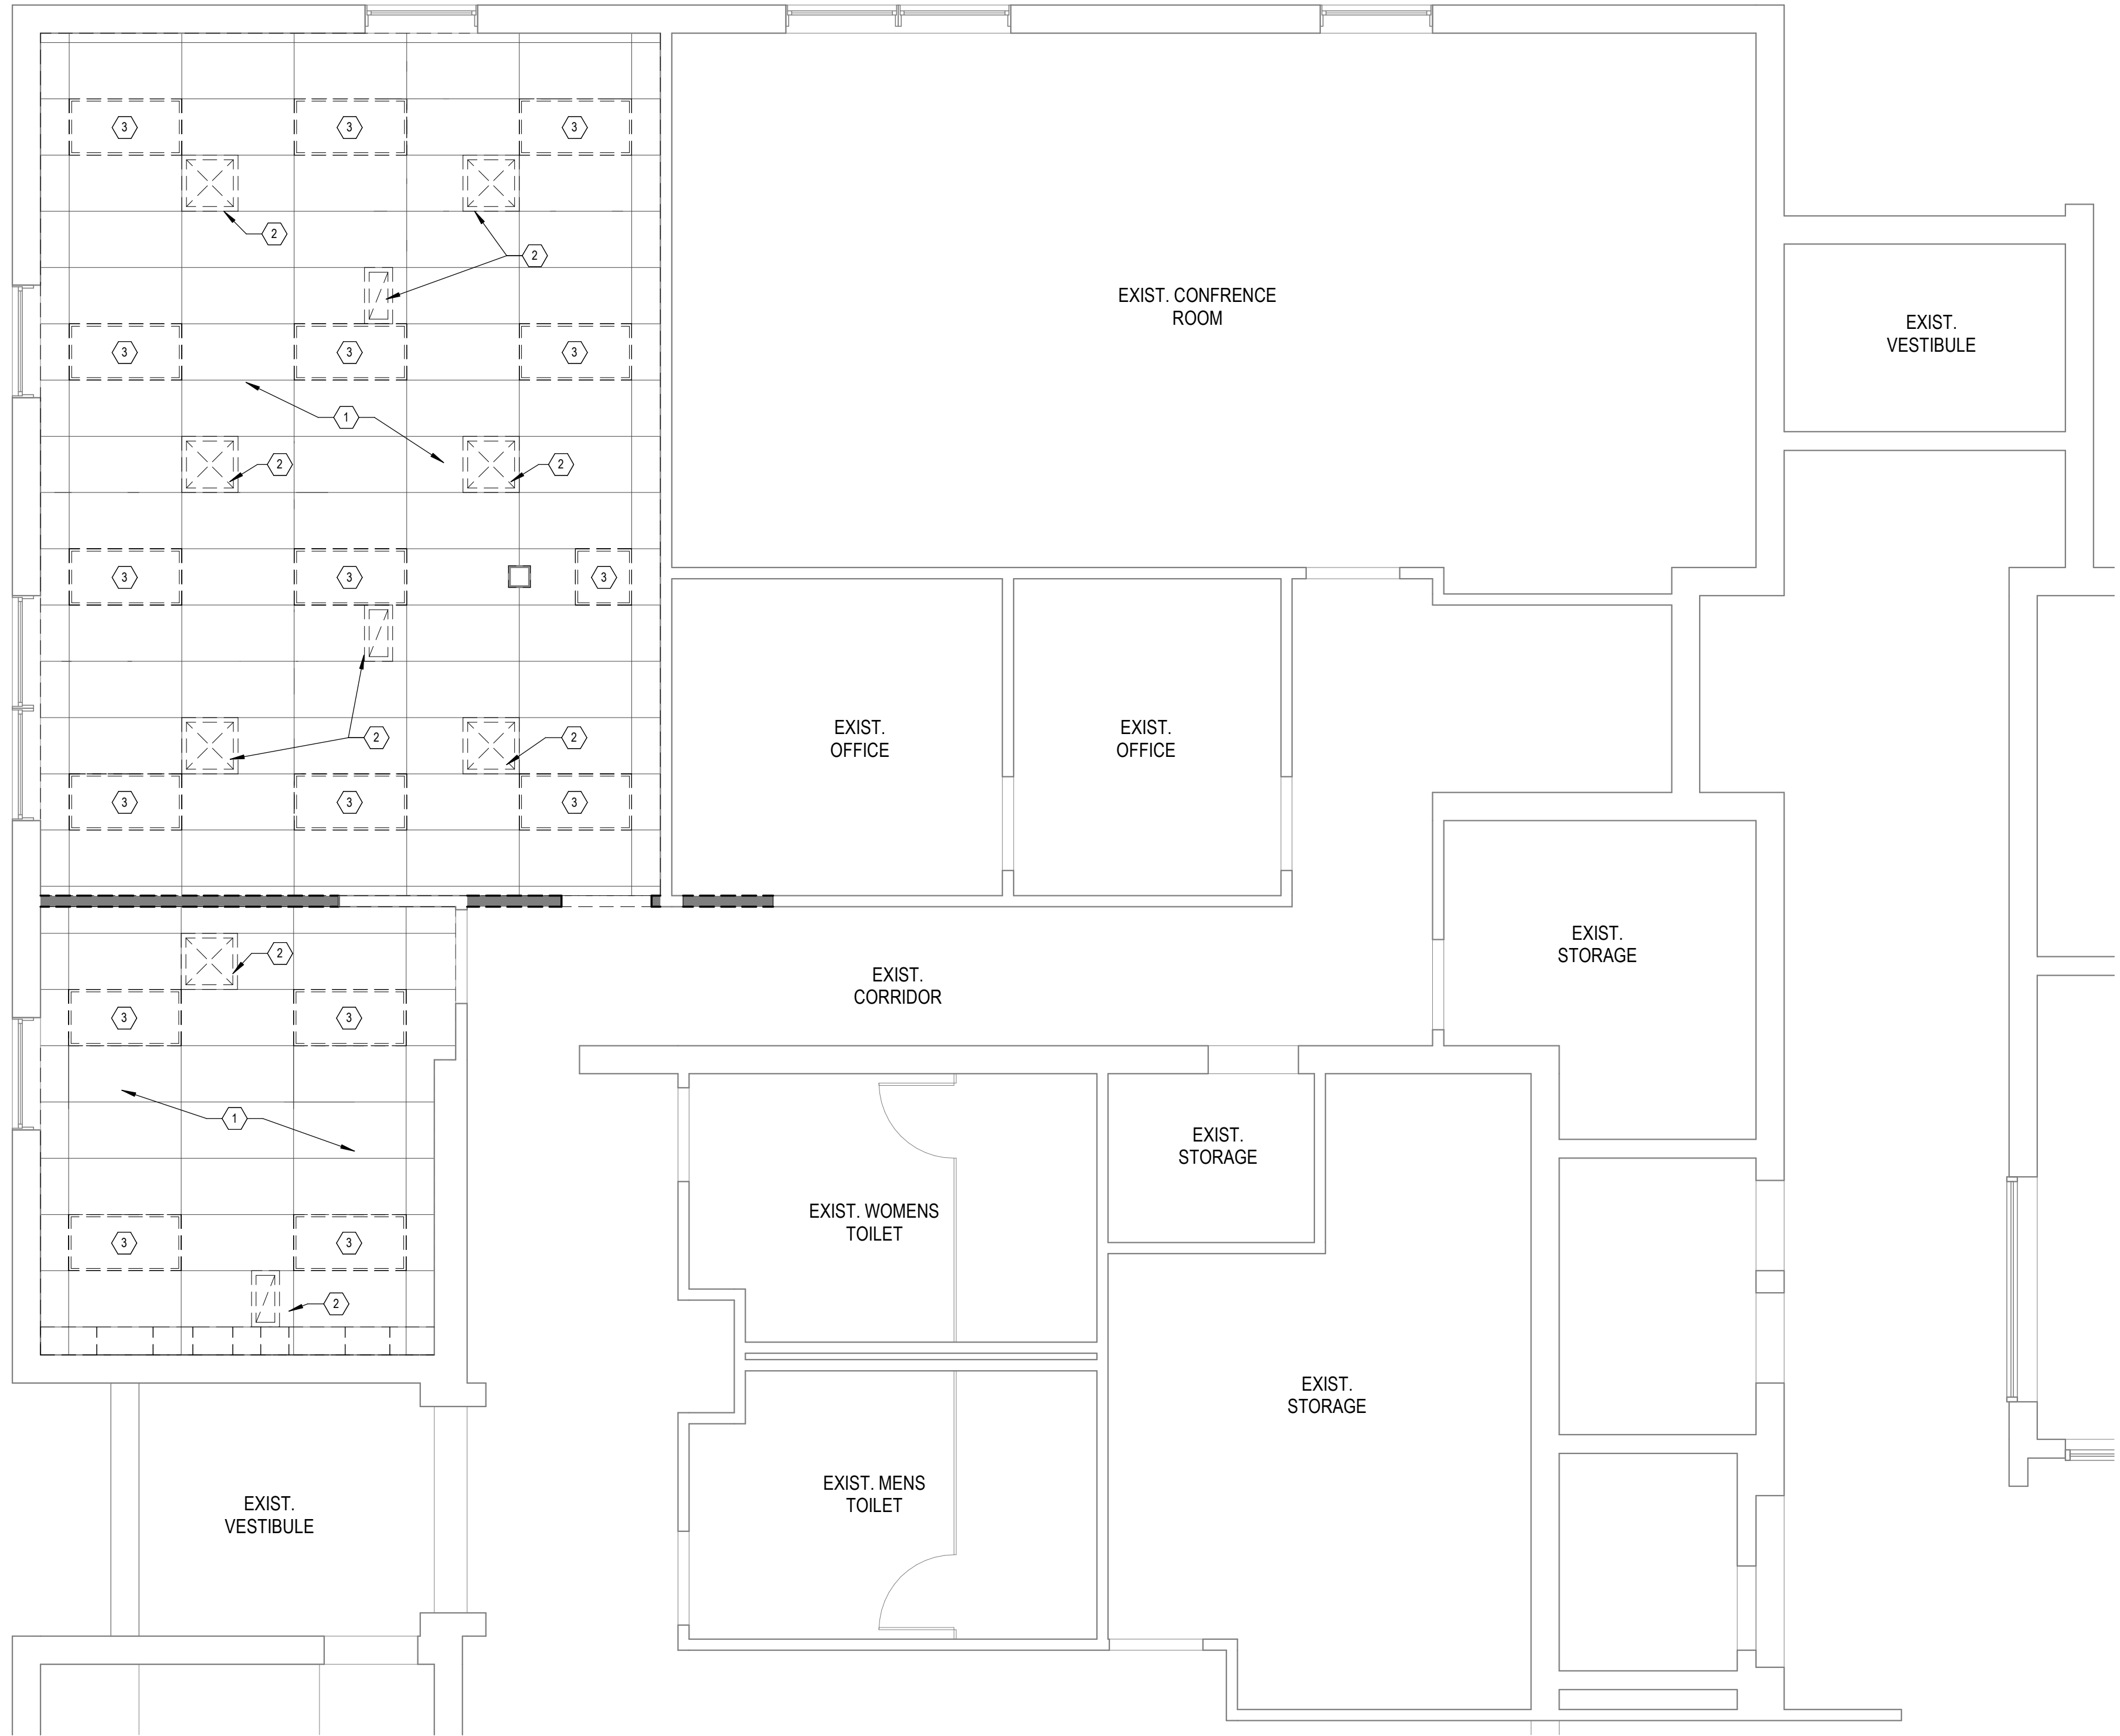 3
3
3
2
2
EXIST. CONFRENCE
ROOM
EXIST.
VESTIBULE
3
3
3
1
2
2
3
3
3
EXIST.
OFFICE
EXIST.
OFFICE
2
2
3
3
3
EXIST.
STORAGE
2
EXIST.
CORRIDOR
3
3
1
EXIST.
STORAGE
EXIST. WOMENS
TOILET
3
3
2
EXIST.
STORAGE
EXIST. MENS
TOILET
EXIST.
VESTIBULE